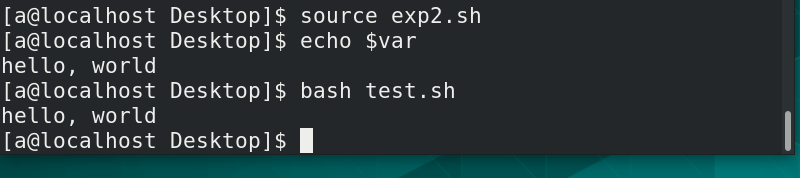 [a@localhost Desktop]$ source exp2.sh
[a@localhost Desktop]$ echo $var
hello, world
[a@localhost Desktop]$ bash test.sh
hello, world
[a@localhost Desktop]$